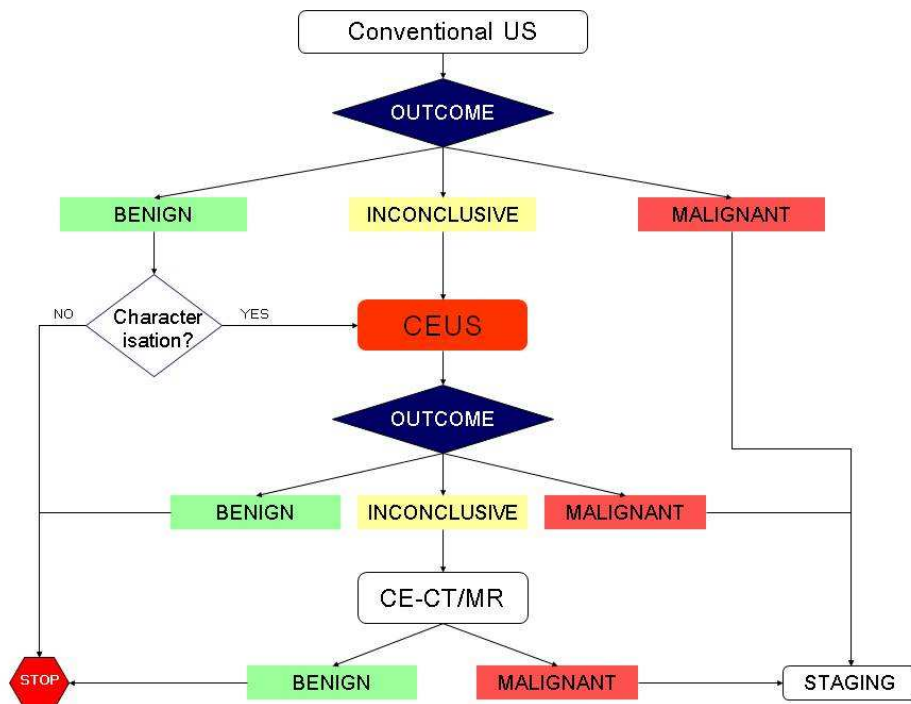 Conventional US
OUTCOME
BENIGN
INCONCLUSIVE
MALIGNANT
NO
Character
isation?
YES
CEUS
OUTCOME
BENIGN
INCONCLUSIVE
MALIGNANT
CE-CT/MR
STOP
BENIGN
MALIGNANT
STAGING